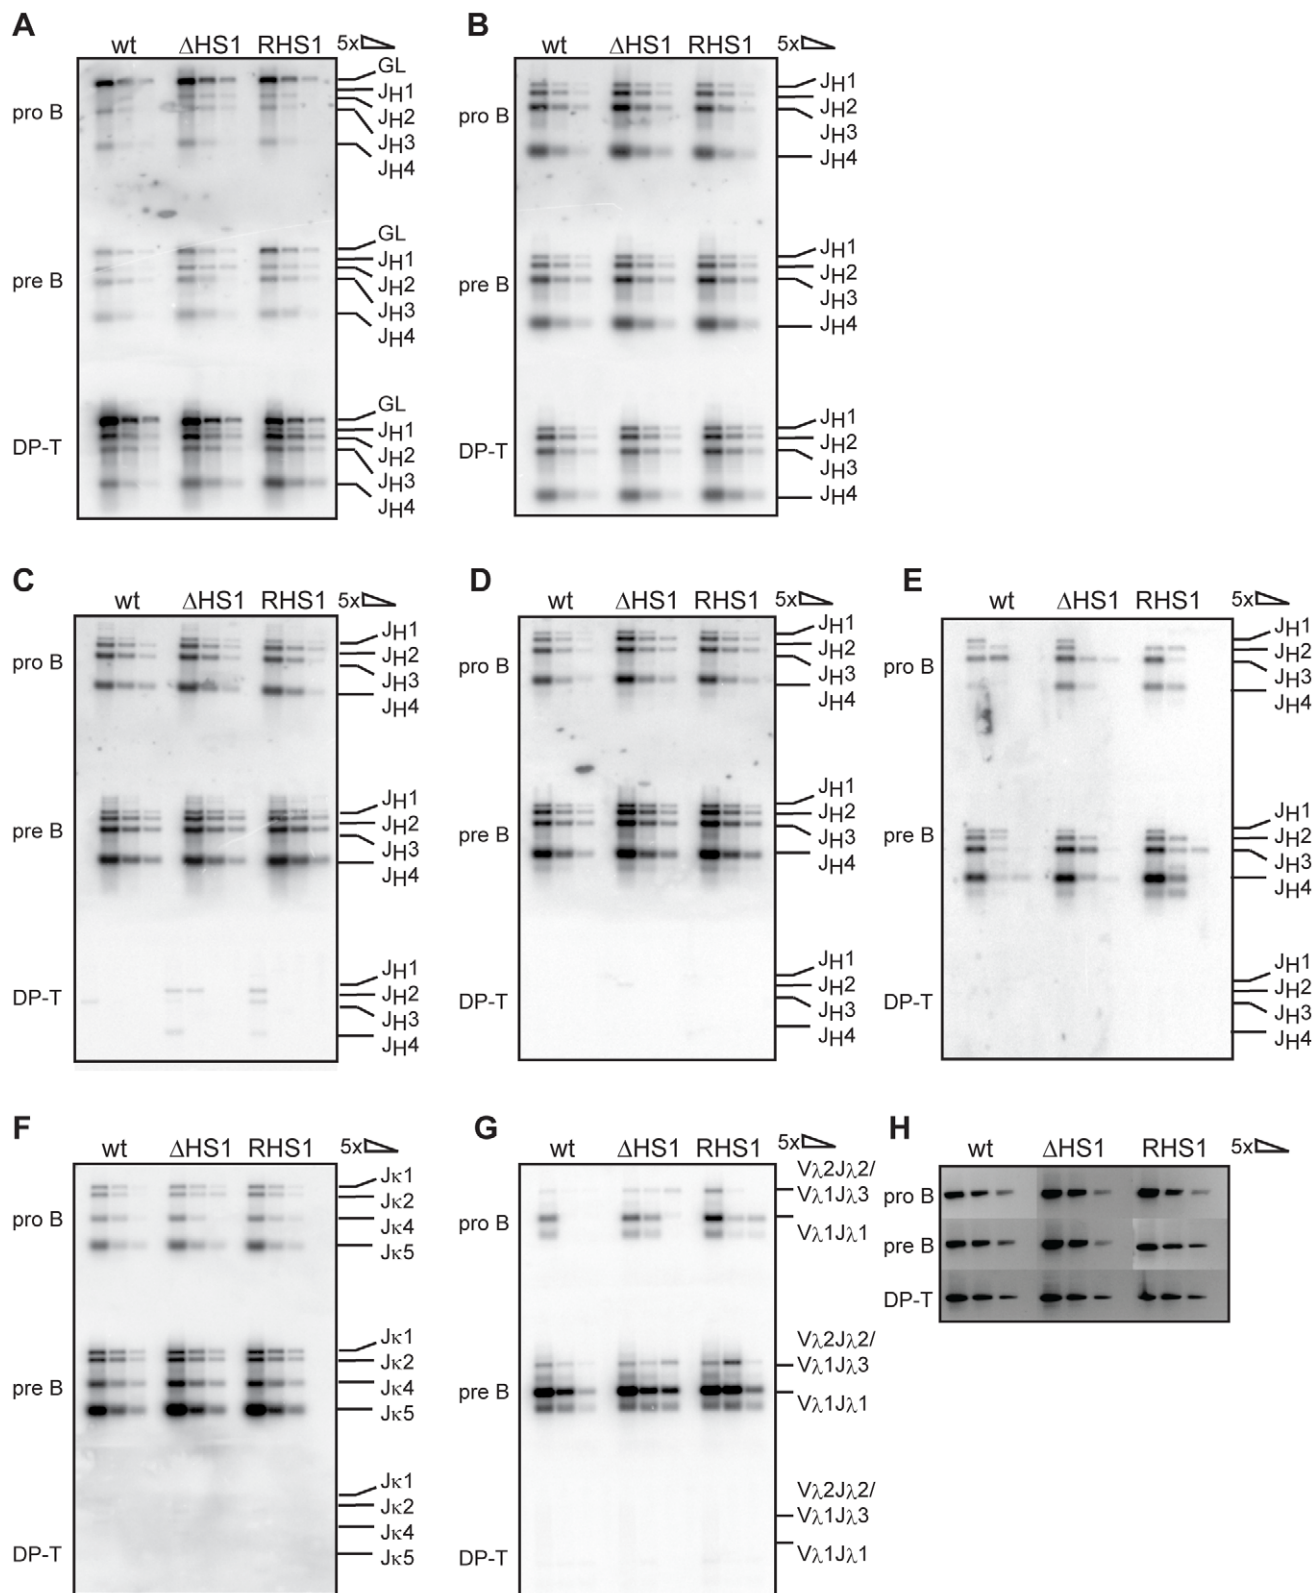 A
wt ΔHS1 RHS1 5x
pro B
GL
JH1
JH2
JH3
JH4
pre B
GL
JH1
JH2
JH3
JH4
DP-T
GL
JH1
JH2
JH3
JH4
B
wt ΔHS1 RHS1 5x
pro B
JH1
JH2
JH3
JH4
pre B
JH1
JH2
JH3
JH4
DP-T
JH1
JH2
JH3
JH4
C
wt ΔHS1 RHS1 5x
pro B
JH1
JH2
JH3
JH4
pre B
JH1
JH2
JH3
JH4
DP-T
JH1
JH2
JH3
JH4
D
wt ΔHS1 RHS1 5x
pro B
JH1
JH2
JH3
JH4
pre B
JH1
JH2
JH3
JH4
DP-T
JH1
JH2
JH3
JH4
E
wt ΔHS1 RHS1 5x
pro B
JH1
JH2
JH3
JH4
pre B
JH1
JH2
JH3
JH4
DP-T
JH1
JH2
JH3
JH4
F
wt ΔHS1 RHS1 5x
pro B
Jκ1
Jκ2
Jκ4
Jκ5
pre B
Jκ1
Jκ2
Jκ4
Jκ5
DP-T
Jκ1
Jκ2
Jκ4
Jκ5
G
wt ΔHS1 RHS1 5x
pro B
Vλ2Jλ2/
Vλ1Jλ3
Vλ1Jλ1
pre B
Vλ2Jλ2/
Vλ1Jλ3
Vλ1Jλ1
DP-T
Vλ2Jλ2/
Vλ1Jλ3
Vλ1Jλ1
H
wt ΔHS1 RHS1 5x
pro B
pre B
DP-T